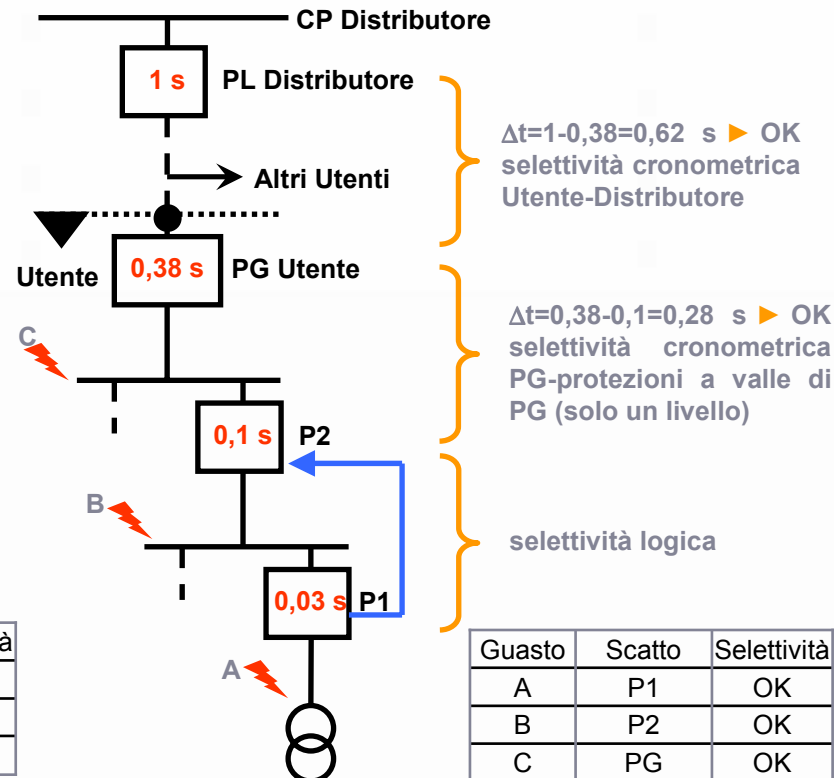 CP Distributore
1 s
PL Distributore
Δt=1-0,38=0,62 s ► OK
selettività cronometrica
Utente-Distributore
Altri Utenti
Utente
0,38 s
PG Utente
Δt=0,38-0,1=0,28 s ► OK
selettività cronometrica
PG-protezioni a valle di
PG (solo un livello)
C
0,1 s
P2
B
selettività logica
0,03 s
P1
A
à
Guasto Scatto Selettività
A P1 OK
B P2 OK
C PG OK